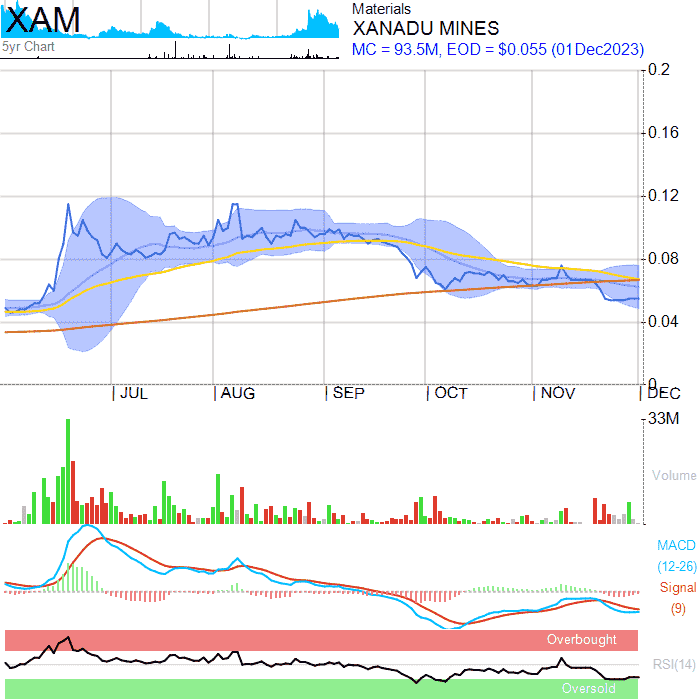 XAM
5yr Chart
Materials
XANADU MINES
MC = 93.5M, EOD = $0.055 (01Dec2023)
0.2
0.16
0.12
0.08
0.04
0
JUL AUG SEP OCT NOV DEC
33M
Volume
MACD
(12-26)
Signal
(9)
Overbought
RSI(14)
Oversold